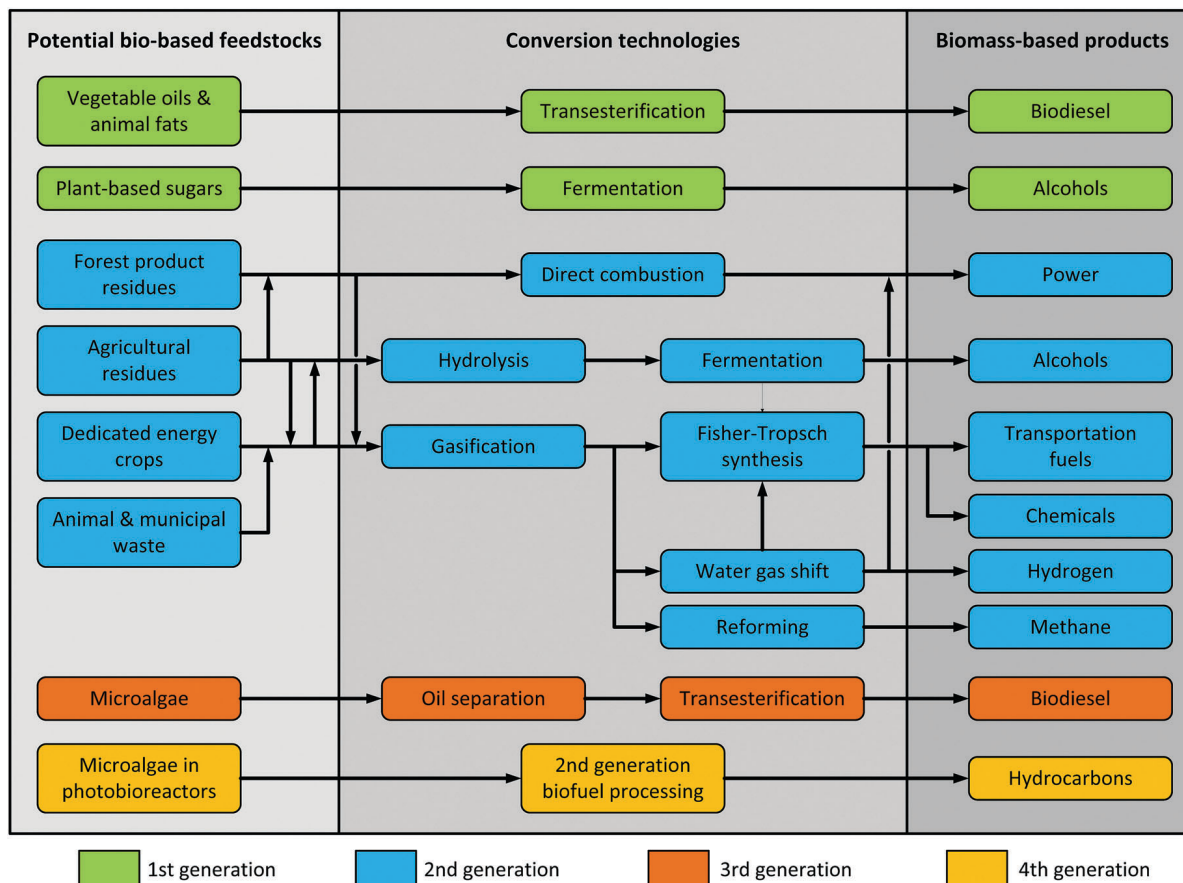 Potential bio-based feedstocks
Conversion technologies
Biomass-based products
Vegetable oils &
animal fats
Transesterification
Biodiesel
Plant-based sugars
Fermentation
Alcohols
Forest product
residues
Direct combustion
Power
Agricultural
residues
Hydrolysis
Fermentation
Alcohols
Dedicated energy
crops
Gasification
Fisher-Tropsch
synthesis
Transportation
fuels
Animal & municipal
waste
Chemicals
Water gas shift
Hydrogen
Reforming
Methane
Microalgae
Oil separation
Transesterification
Biodiesel
Microalgae in
photobioreactors
2nd generation
biofuel processing
Hydrocarbons
1st generation
2nd generation
3rd generation
4th generation